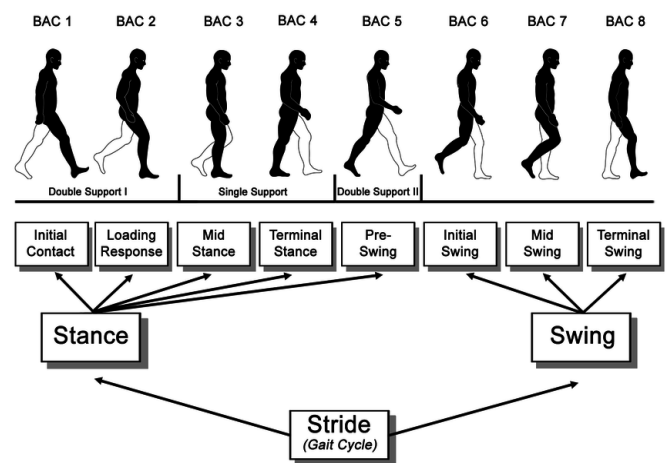 BAC 1 BAC 2 BAC 3 BAC 4 BAC 5 BAC 6 BAC 7 BAC 8
Double Support I Single Support Double Support II
Initial Contact
Loading Response
Mid Stance
Terminal Stance
Pre-Swing
Initial Swing
Mid Swing
Terminal Swing
Stance Swing
Stride
(Gait Cycle)